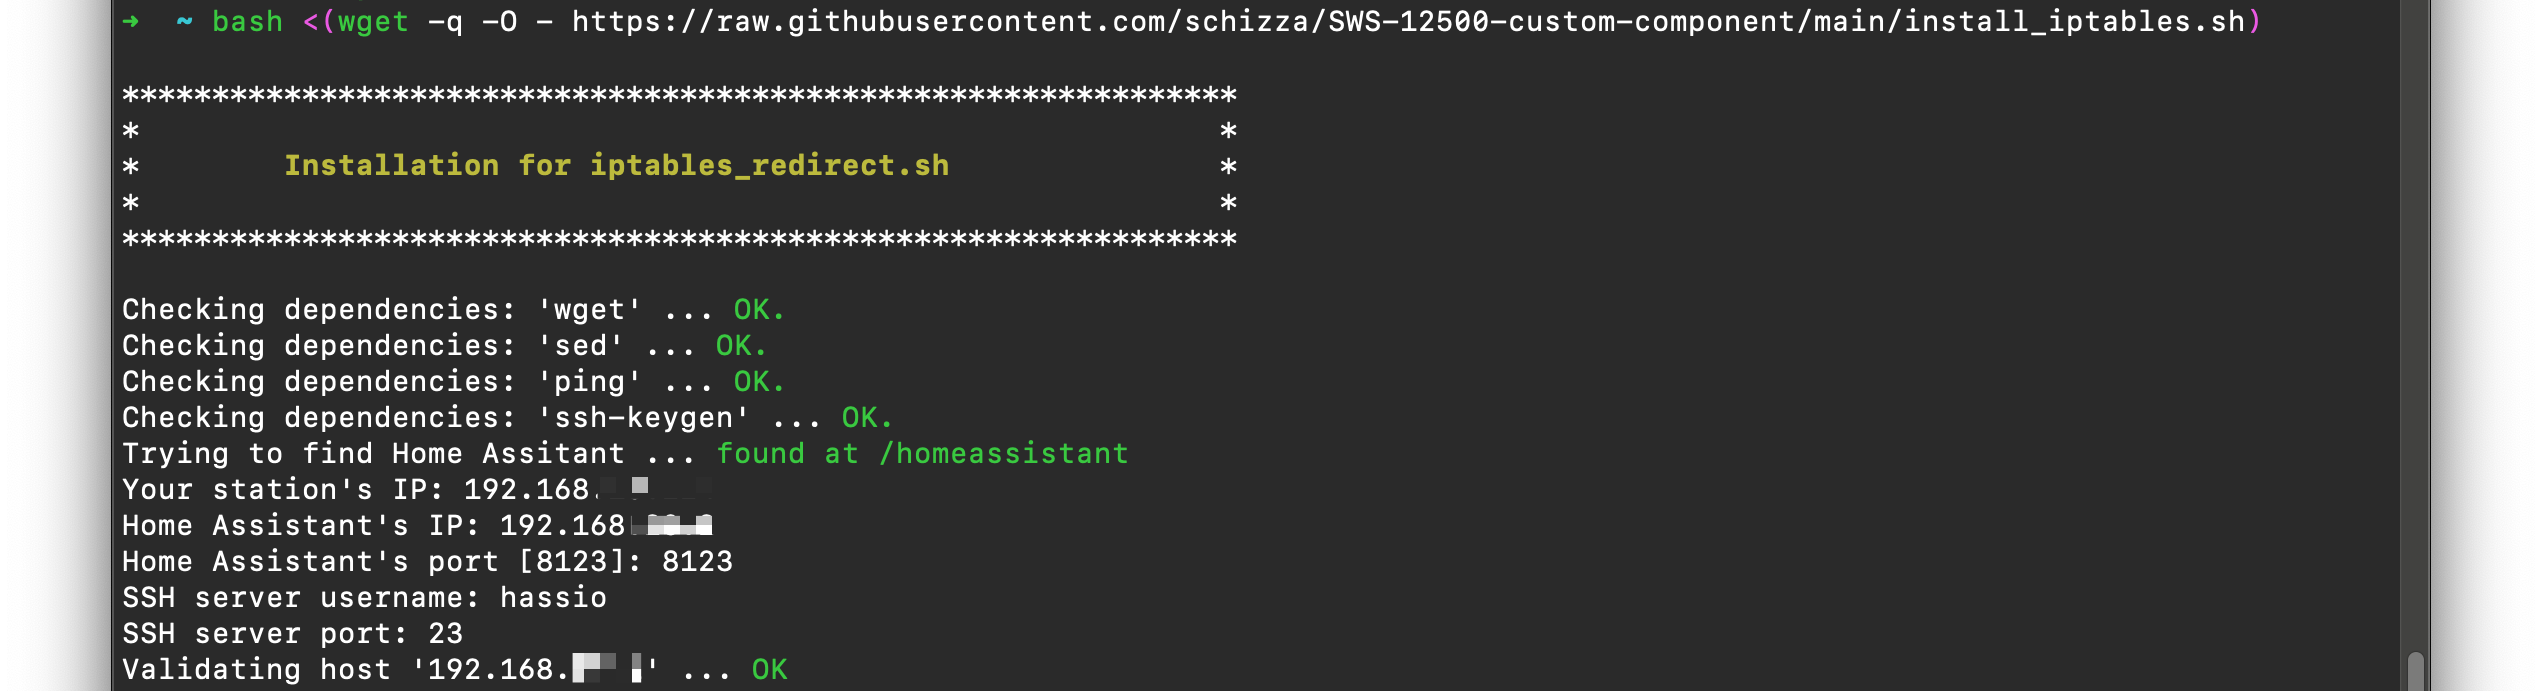 ➜ ~ bash <(wget -q -O - https://raw.githubusercontent.com/schizza/SWS-12500-custom-component/main/install_iptables.sh)
**************************************************************
* *
* Installation for iptables_redirect.sh *
* *
**************************************************************
Checking dependencies: 'wget' ... OK.
Checking dependencies: 'sed' ... OK.
Checking dependencies: 'ping' ... OK.
Checking dependencies: 'ssh-keygen' ... OK.
Trying to find Home Assitant ... found at /homeassistant
Your station's IP: 192.168.
Home Assistant's IP: 192.168
Home Assistant's port [8123]: 8123
SSH server username: hassio
SSH server port: 23
Validating host '192.168. ' ... OK